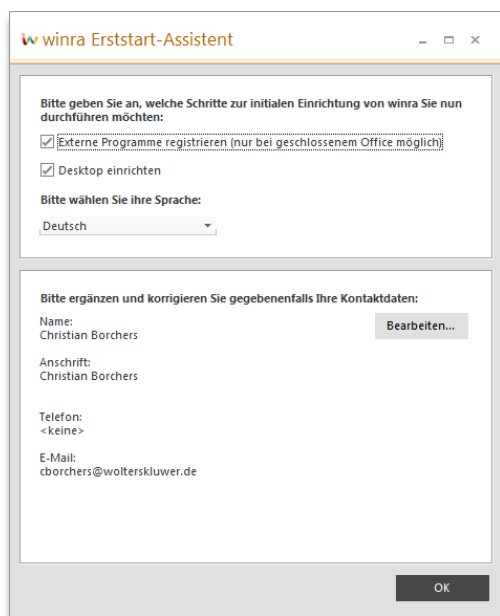 winra Erststart-Assistent
Bitte geben Sie an, welche Schritte zur initialen Einrichtung von winra Sie nun
durchführen möchten:
Externe Programme registrieren (nur bei geschlossenem Office möglich)
Desktop einrichten
Bitte wählen Sie ihre Sprache:
Deutsch
Bitte ergänzen und korrigieren Sie gegebenenfalls Ihre Kontaktdaten:
Name:
Christian Borchers
Bearbeiten...
Anschrift:
Christian Borchers
Telefon:
<keine>
E-Mail:
cborchers@wolterskluwer.de
OK